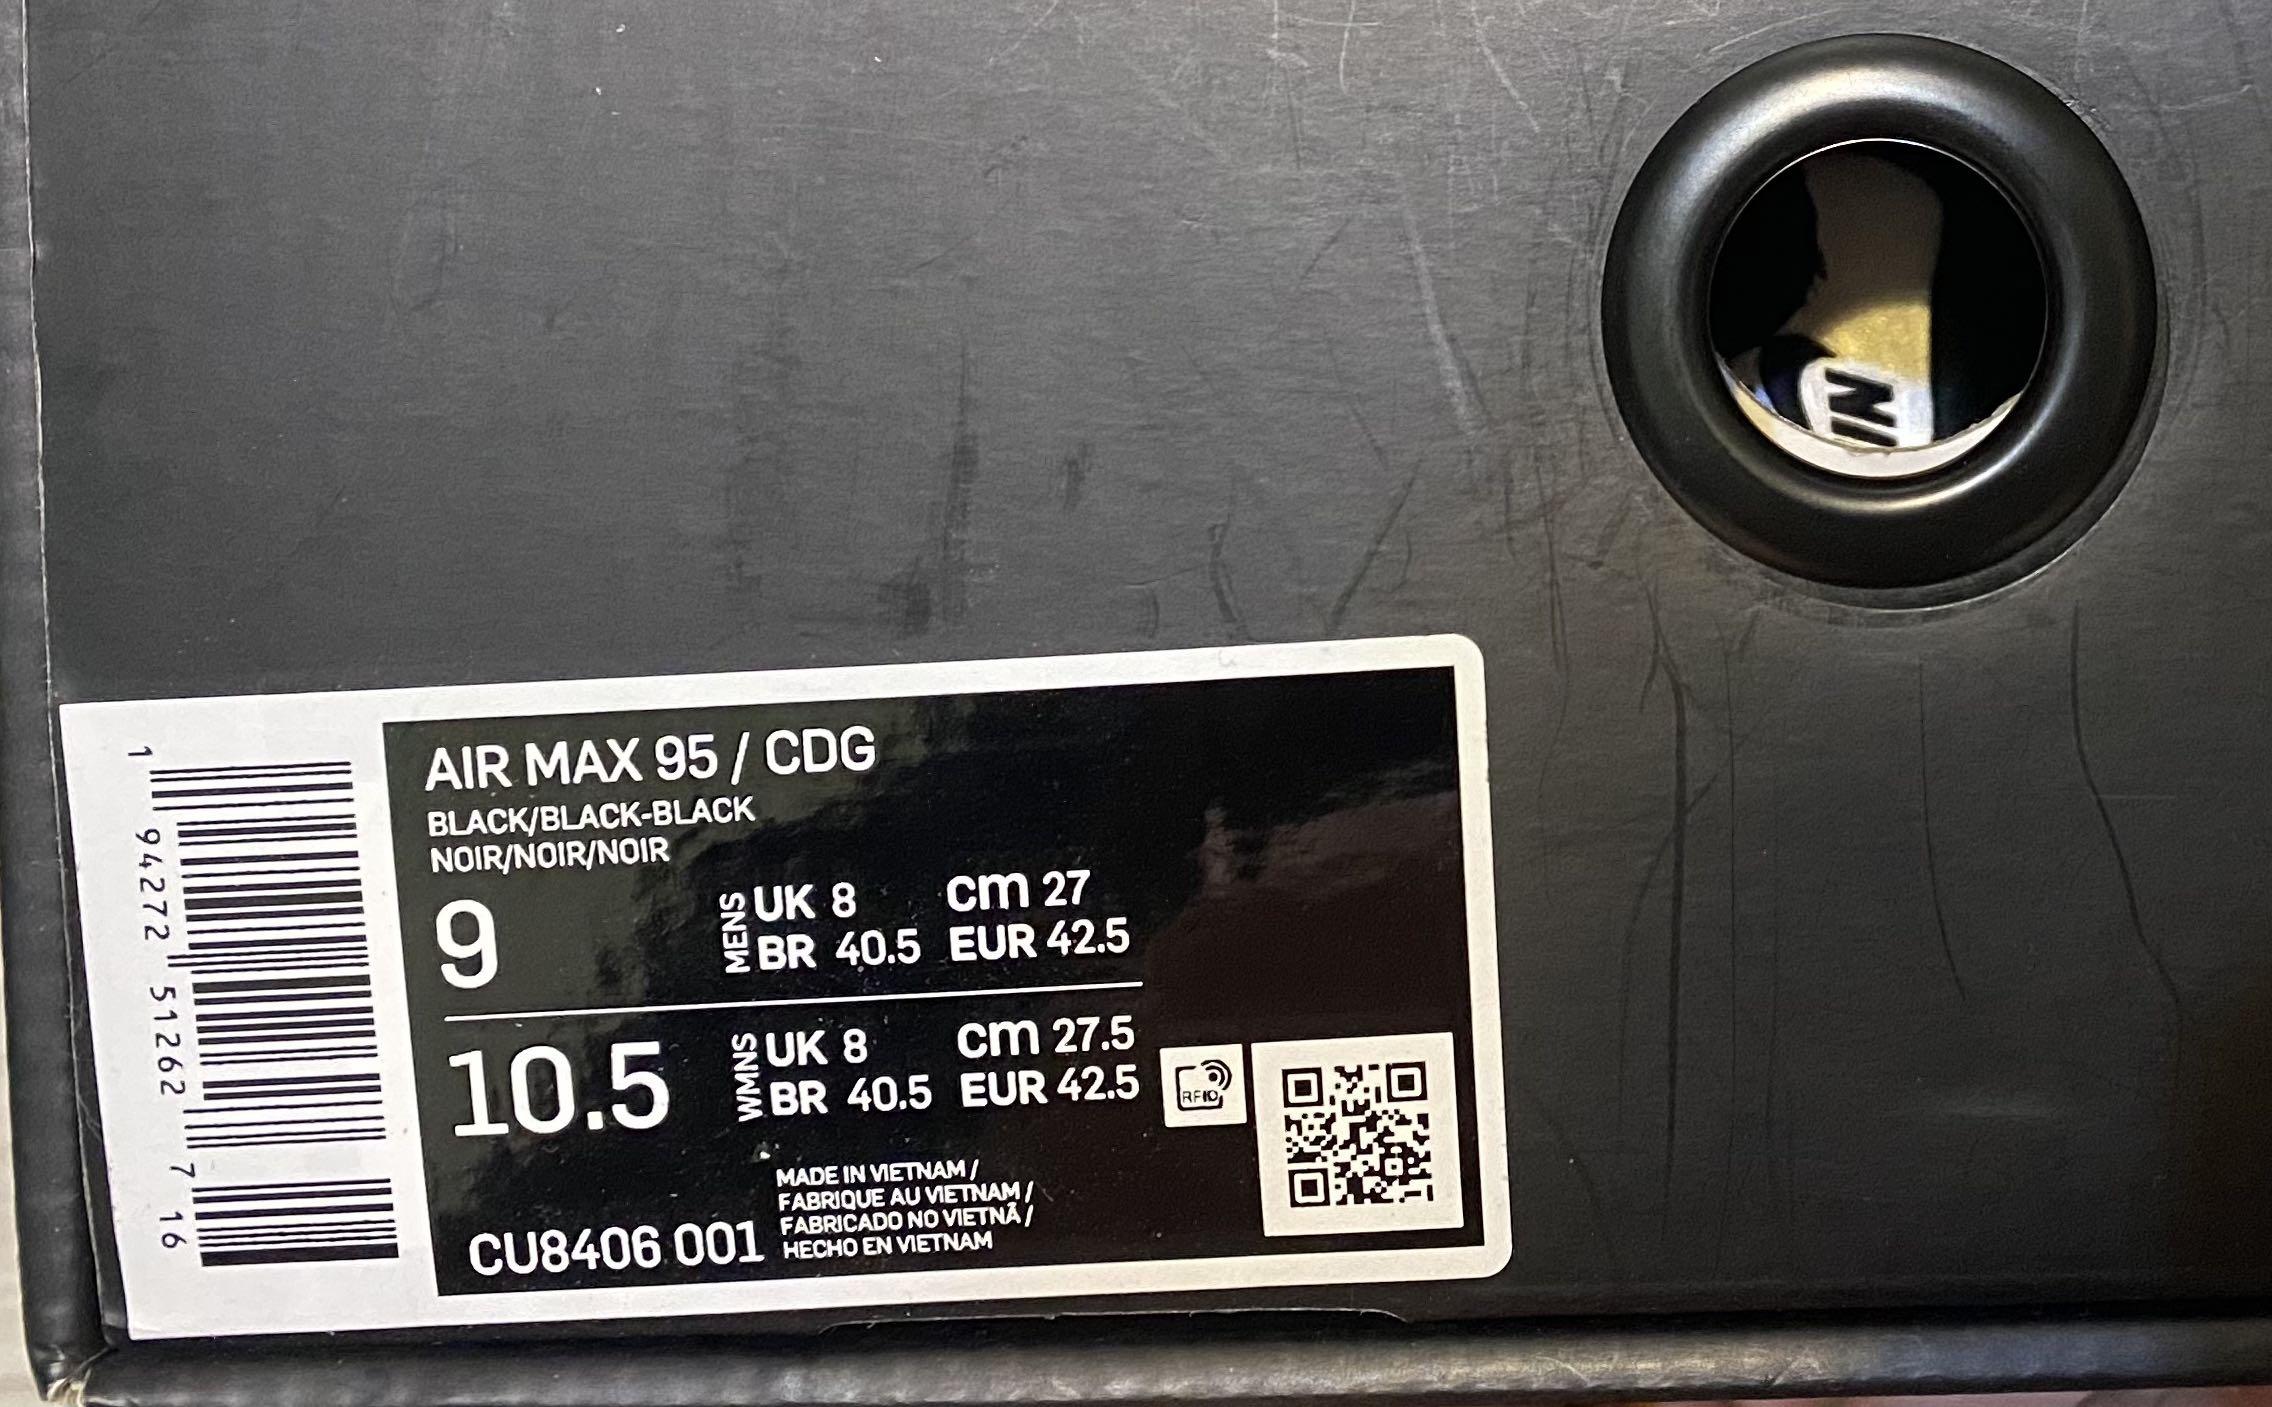 AIR MAX 95 / CDG
BLACK/BLACK-BLACK
NOIR/NOIR/NOIR
9
MENS
UK 8 cm 27
BR 40.5 EUR 42.5
10.5
WMNS
UK 8 cm 27.5
BR 40.5 EUR 42.5
RFID
MADE IN VIETNAM /
FABRIQUE AU VIETNAM /
FABRICADO NO VIETNÃ /
HECHO EN VIETNAM
CU8406 001
1 94272 51262 7 16